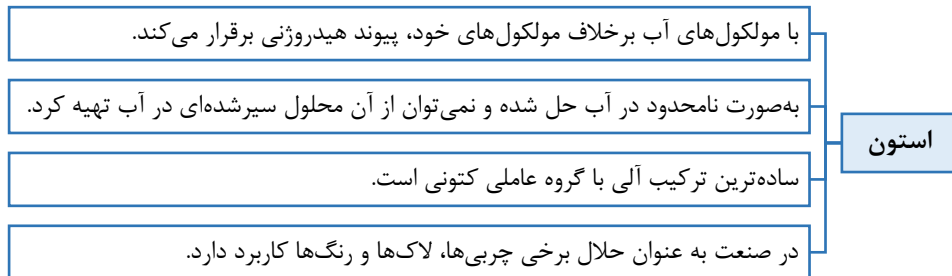 با مولکول‌های آب برخلاف مولکول‌های خود، پیوند هیدروژنی برقرار می‌کند.
به‌صورت نامحدود در آب حل شده و نمی‌توان از آن محلول سیرشده‌ای در آب تهیه کرد.
استون
ساده‌ترین ترکیب آلی با گروه عاملی کتونی است.
در صنعت به عنوان حلال برخی چربی‌ها، لاک‌ها و رنگ‌ها کاربرد دارد.